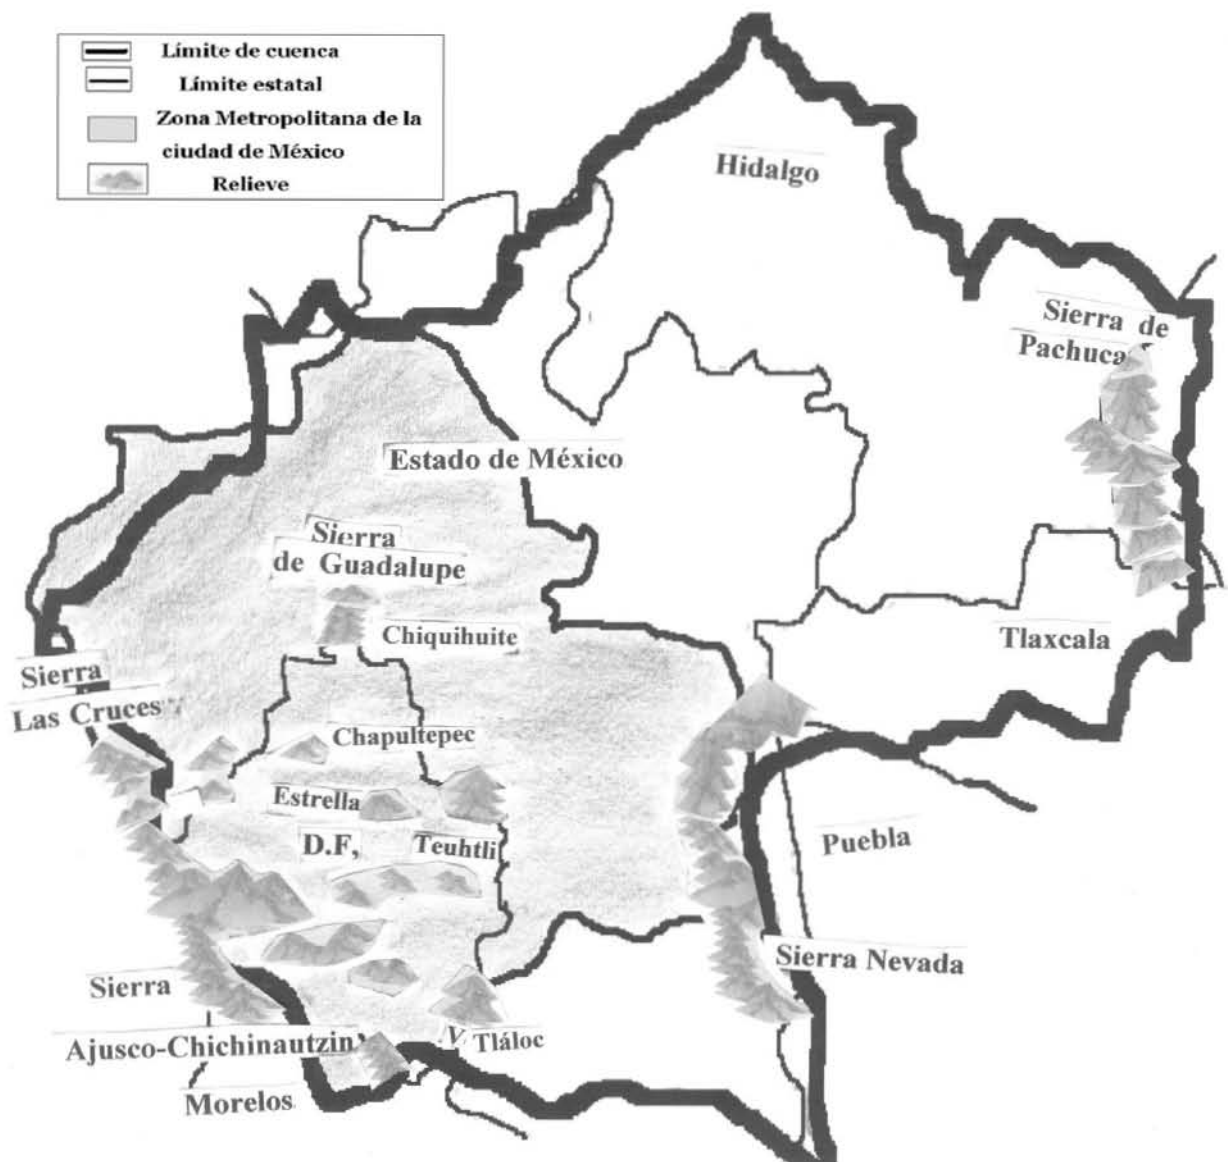 Límite de cuenca
Límite estatal
Zona Metropolitana de la
ciudad de México
Relieve
Hidalgo
Sierra de
Pachuca
Estado de México
Sierra
de Guadalupe
Chiquihuite
Tlaxcala
Sierra
Las Cruces
Chapultepec
Estrella
D.F,
Teuhtli
Puebla
Sierra Nevada
Sierra
Ajusco-Chichinautzin
V. Tláloc
Morelos